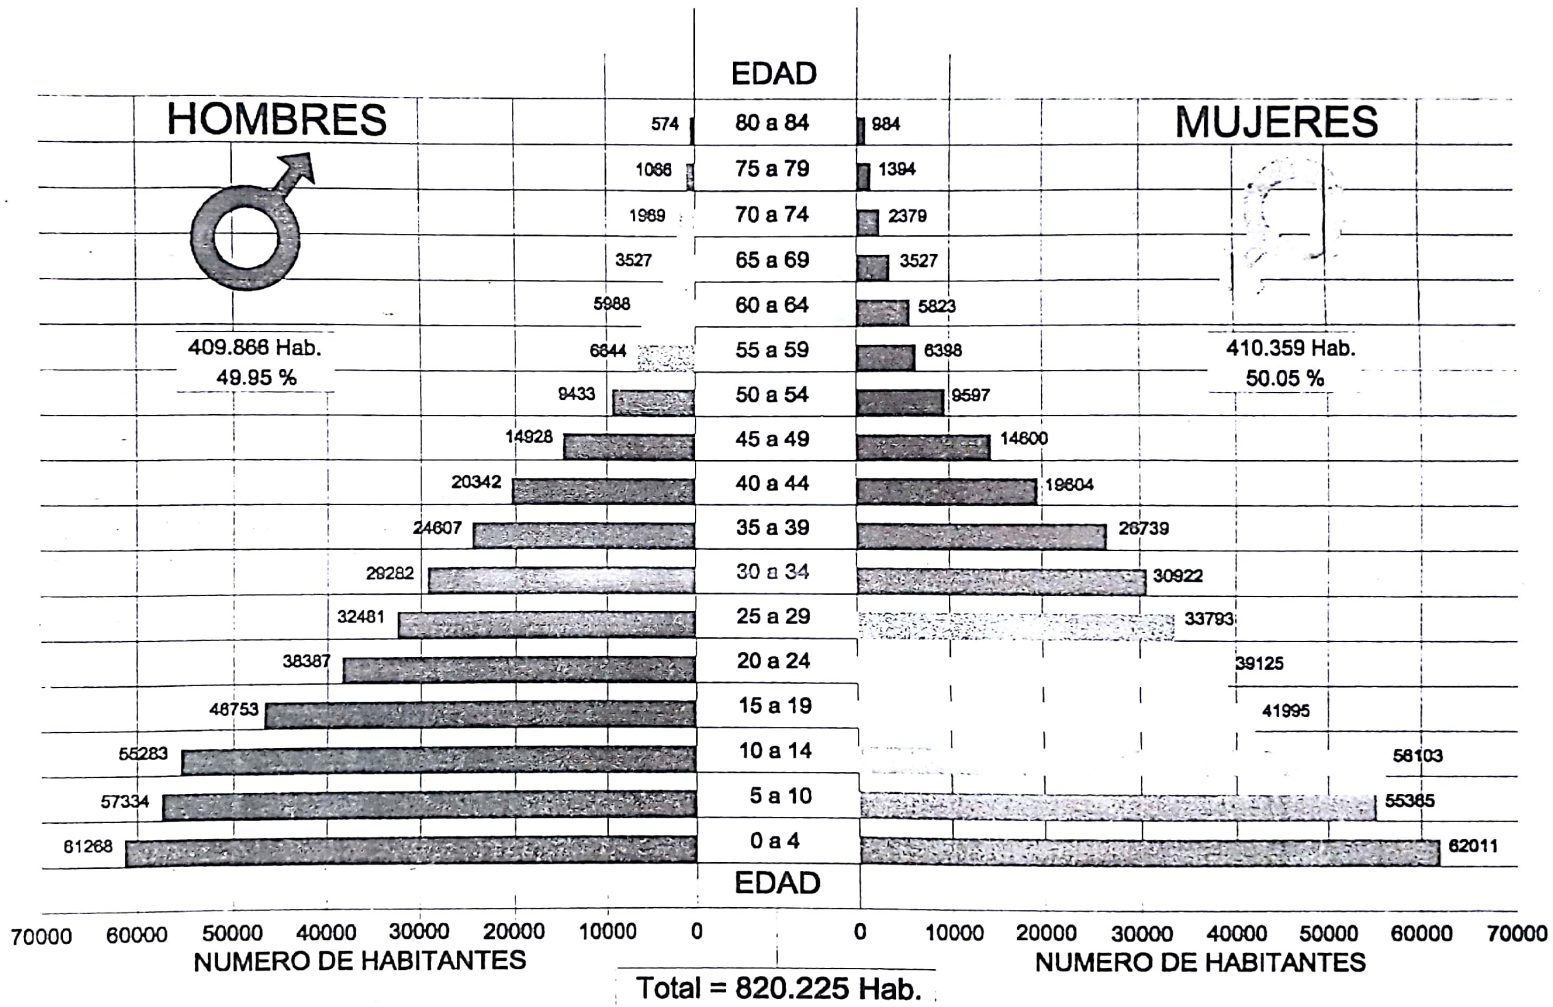 EDAD
HOMBRES
MUJERES
574 80 a 84 984
1066 75 a 79 1394
1969 70 a 74 2379
3527 65 a 69 3527
5988 60 a 64 5823
6644 55 a 59 6398
409.866 Hab.
49.95 %
410.359 Hab.
50.05 %
9433 50 a 54 9597
14928 45 a 49 14600
20342 40 a 44 19604
24607 35 a 39 26739
29282 30 a 34 30922
32481 25 a 29 33793
38387 20 a 24 39125
46753 15 a 19 41995
55283 10 a 14 56103
57334 5 a 10 55365
61268 0 a 4 62011
EDAD
70000 60000 50000 40000 30000 20000 10000 0 0 10000 20000 30000 40000 50000 60000 70000
NUMERO DE HABITANTES
NUMERO DE HABITANTES
Total = 820.225 Hab.